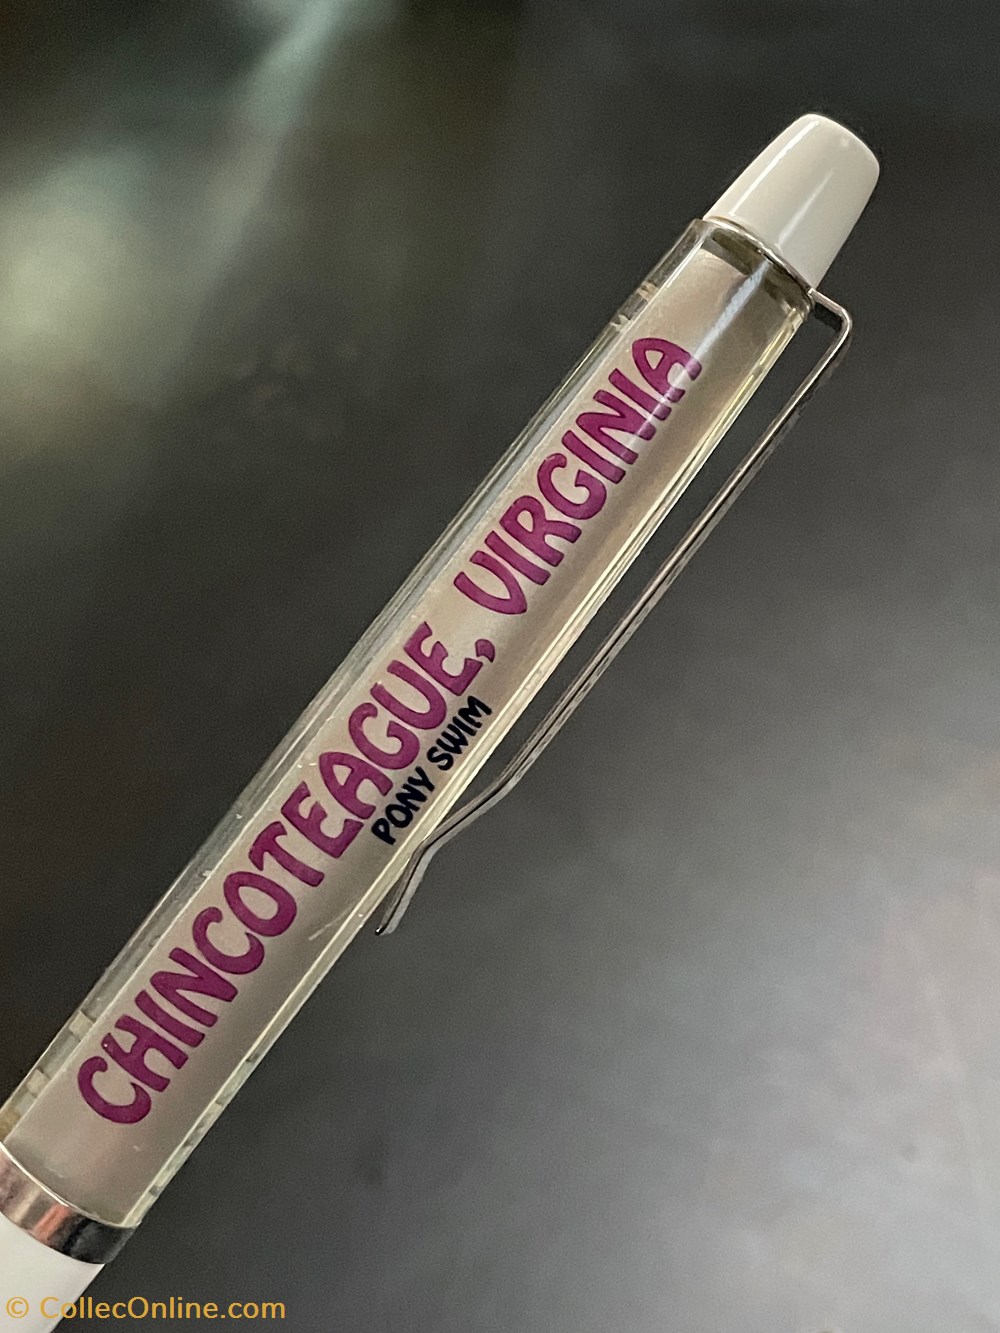 CHINCOTEAGUE, VIRGINIA
PONY SWIM
© CollecOnline.com